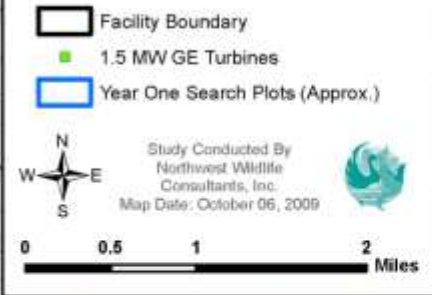 Facility Boundary
1.5 MW GE Turbines
Year One Search Plots (Approx.)
N
W E
S
Study Conducted By
Northwest Wildlife
Consultants, Inc.
Map Date: October 06, 2009
0 0.5 1 2
Miles